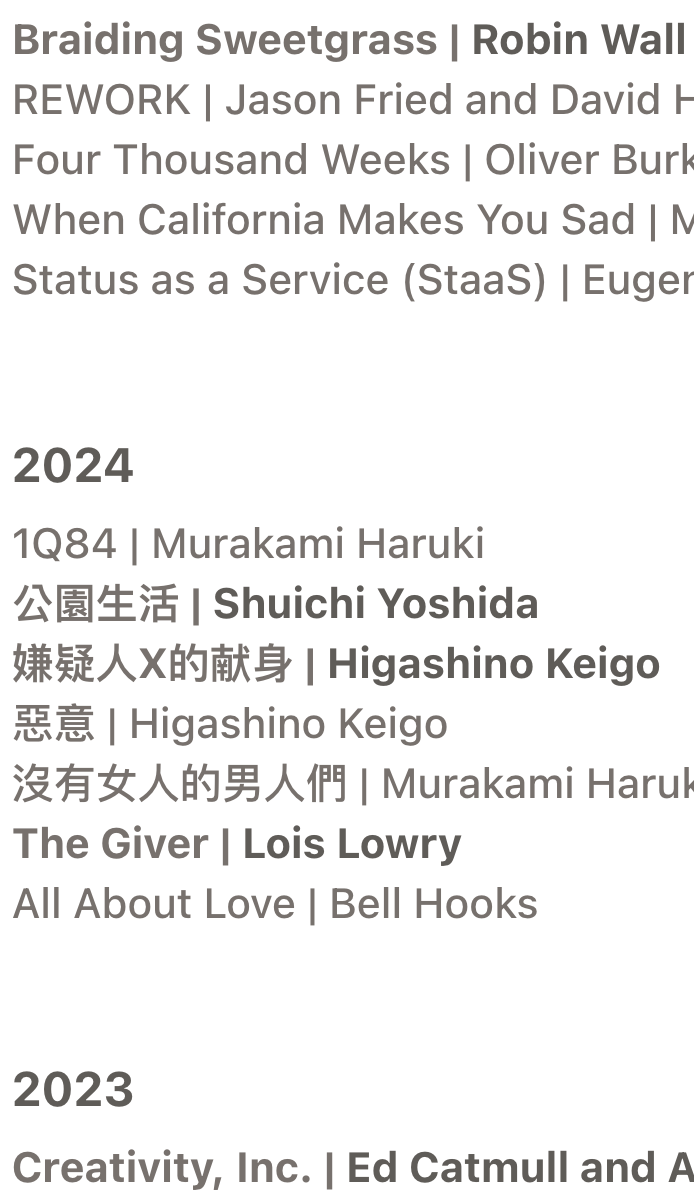 Braiding Sweetgrass | Robin Wall
REWORK | Jason Fried and David H
Four Thousand Weeks | Oliver Burk
When California Makes You Sad | M
Status as a Service (StaaS) | Eugen
2024
1Q84 | Murakami Haruki
公園生活 | Shuichi Yoshida
嫌疑人X的献身 | Higashino Keigo
惡意 | Higashino Keigo
沒有女人的男人們 | Murakami Haruk
The Giver | Lois Lowry
All About Love | Bell Hooks
2023
Creativity, Inc. | Ed Catmull and A